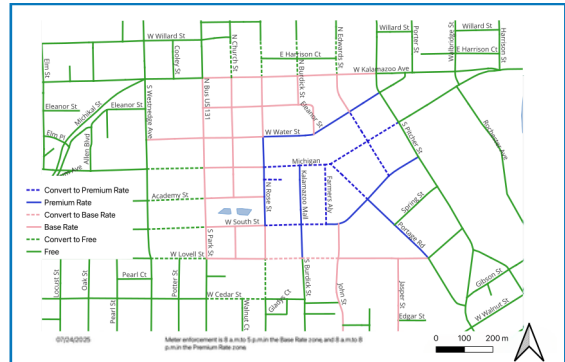 W Willard St
Cooley St
N Church St
N Edwards St
Willard St
Porter St
Walbridge St
Willard St
Harrison St
E Harrison Ct
E Harrison Ct
Elm St
N Burdick St
W Kalamazoo Ave
N Bus US 131
Eleanor St
Michikal St
Eleanor St
S Westnedge Ave
Eleanor St
Elm Pl
Allen Blvd
W Water St
S Pitcher St
Rochester Ave
Michigan
Convert to Premium Rate
Premium Rate
Convert to Base Rate
Base Rate
Convert to Free
Free
Academy St
N Rose St
Kalamazoo Mall
Farmers Aly
Spring St
W South St
Portage Rd
S Park St
W Lovell St
Locust St
Oak St
Pearl Ct
Pearl St
Potter St
W Cedar St
Walnut Ct
Gladys Ct
S Burdick St
John St
Jasper St
Edgar St
Gibson St
W Walnut St
07/24/2025
Meter enforcement is 8 a.m.to 5 p.m.in the Base Rate zone, and 8 a.m.to 8
p.m.in the Premium Rate zone.
0 100 200 m
N